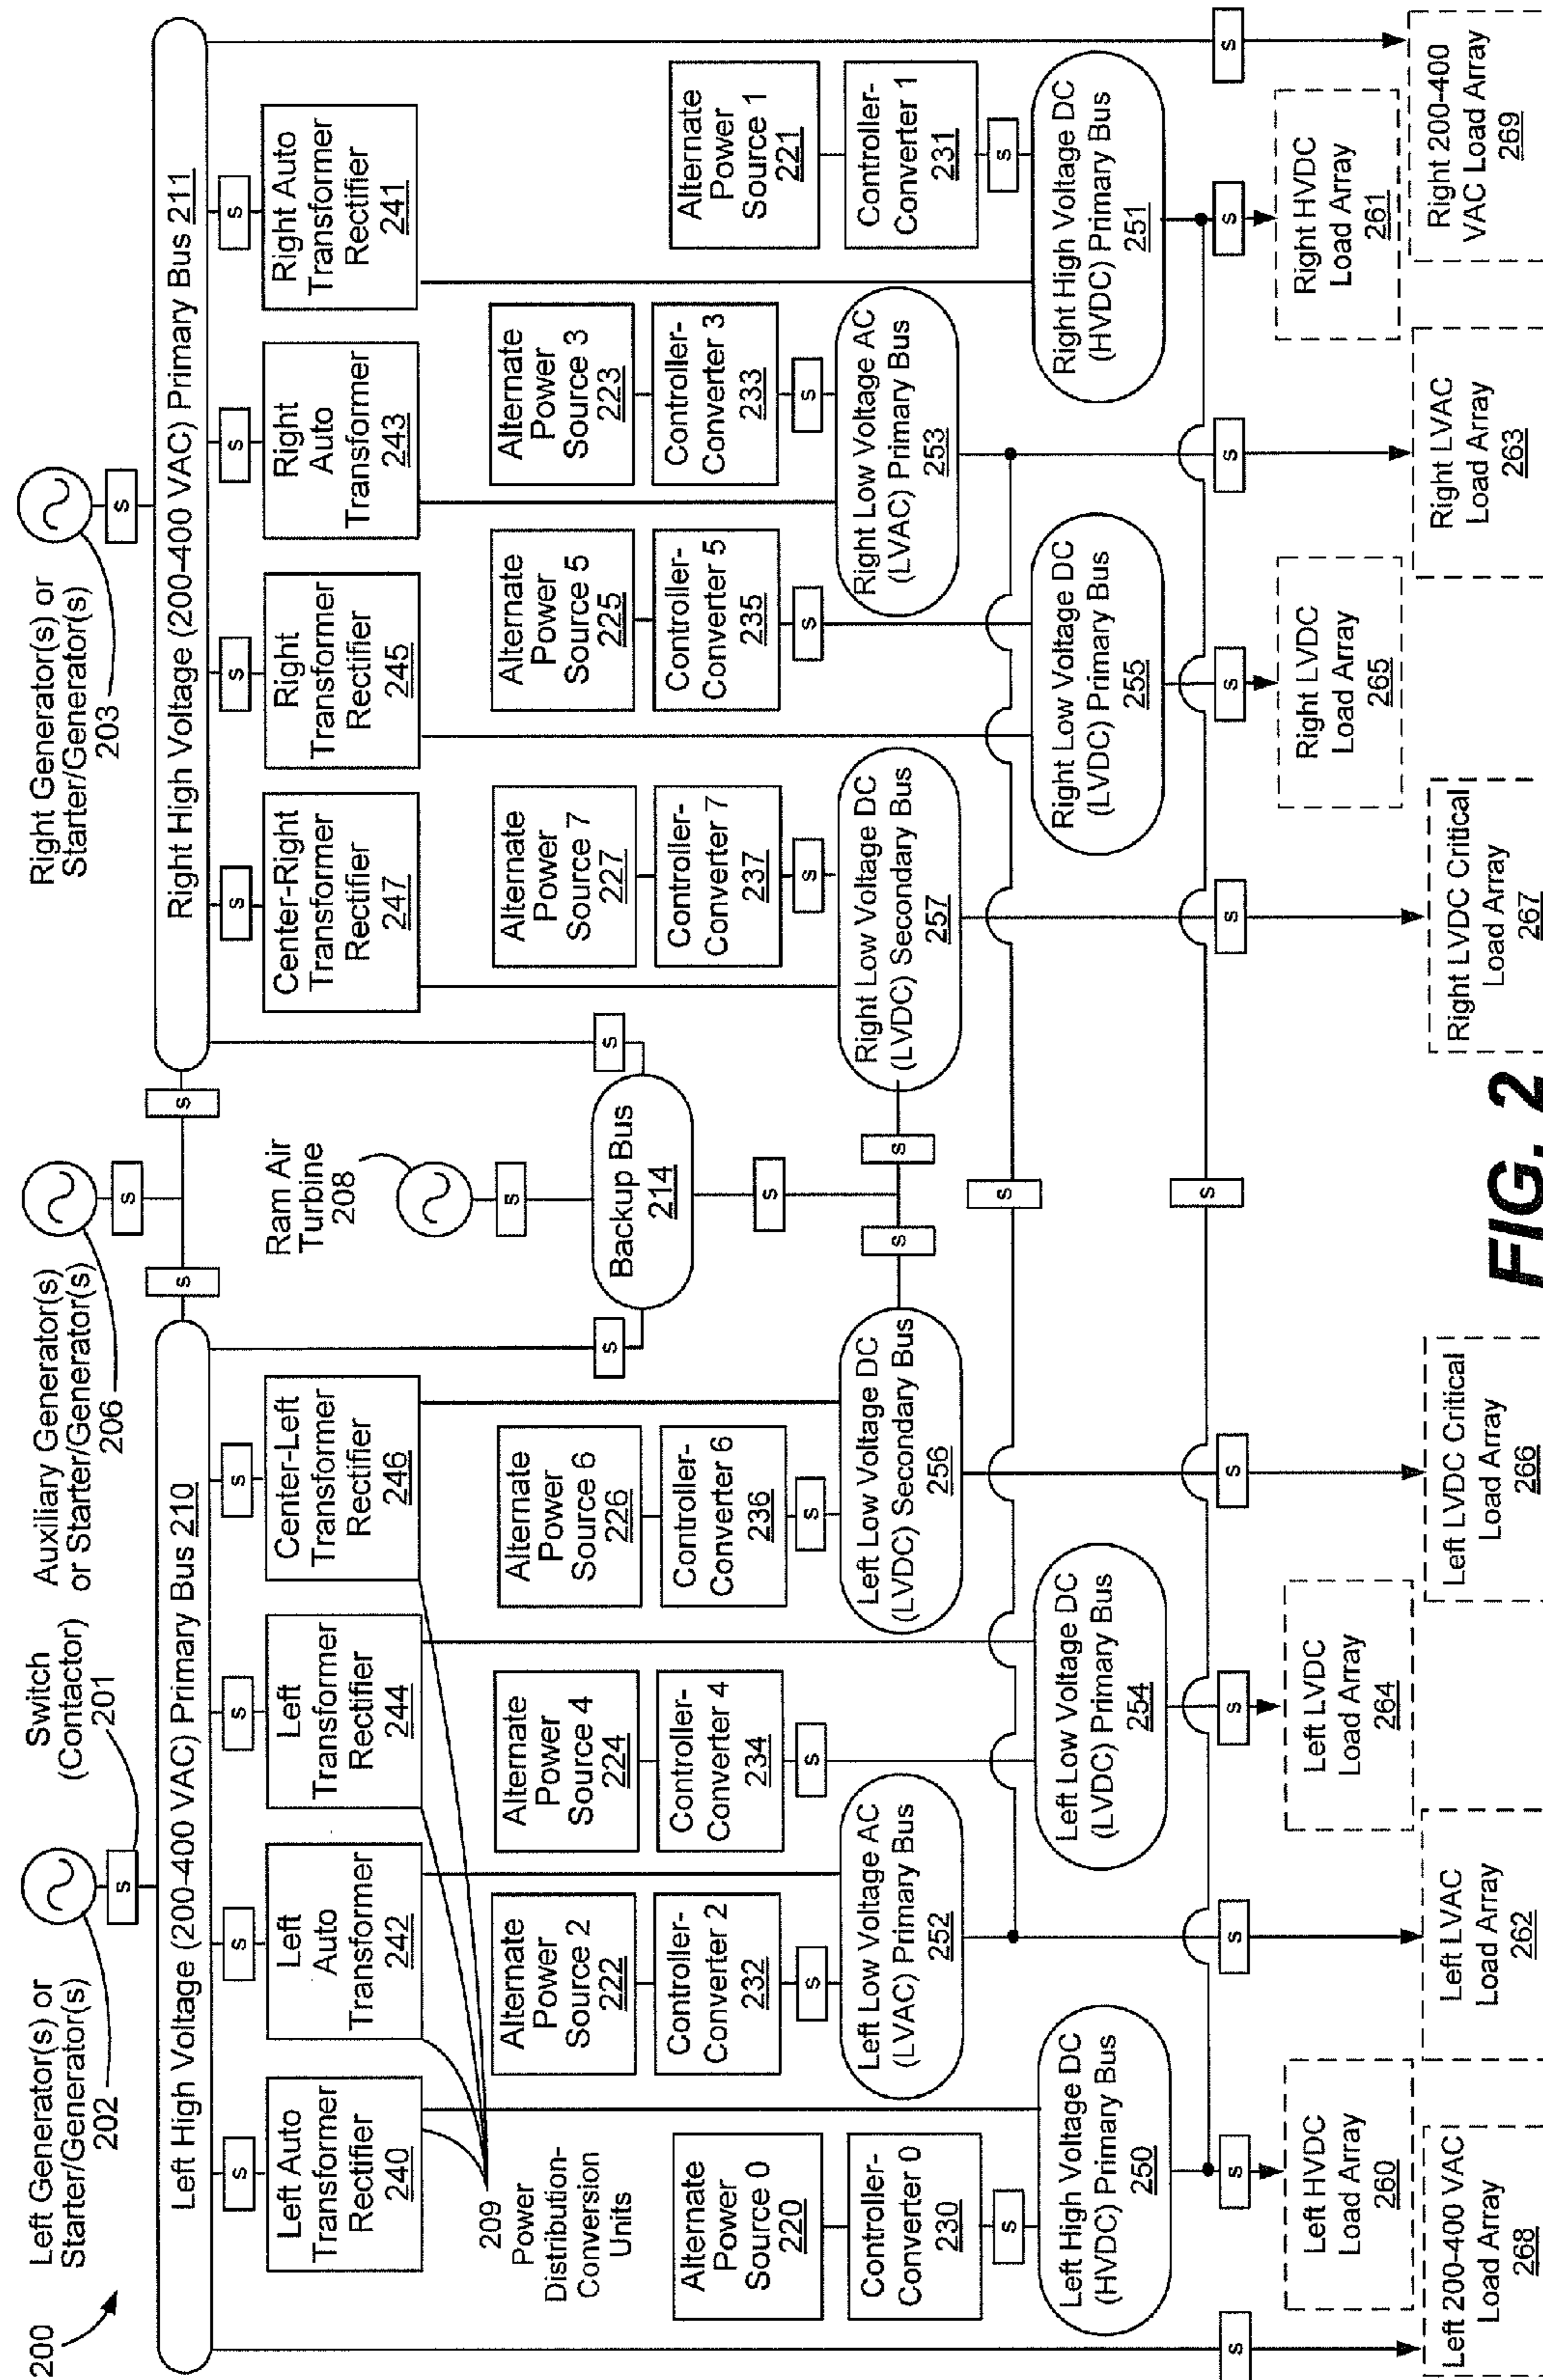 200
Left Generator(s) or
Starter/Generator(s)
202
Switch
(Contactor)
201
Auxiliary Generator(s)
or Starter/Generator(s)
206
Right Generator(s) or
Starter/Generator(s)
203
s
s
s
Left High Voltage (200-400 VAC) Primary Bus 210
s
s
Right High Voltage (200-400 VAC) Primary Bus 211
s
s
s
s
s
s
s
s
Left Auto
Transformer
Rectifier
240
Left
Auto
Transformer
242
Left
Transformer
Rectifier
244
Center-Left
Transformer
Rectifier
246
Ram Air
Turbine
208
Center-Right
Transformer
Rectifier
247
Right
Transformer
Rectifier
245
Right
Auto
Transformer
243
Right Auto
Transformer
Rectifier
241
209
Power
Distribution-
Conversion
Units
Alternate
Power
Source 2
222
Alternate
Power
Source 4
224
Alternate
Power
Source 6
226
s
Alternate
Power
Source 7
227
Alternate
Power
Source 5
225
Alternate
Power
Source 3
223
s
Backup Bus
214
s
Controller-
Converter 2
232
Controller-
Converter 4
234
Controller-
Converter 6
236
Controller-
Converter 7
237
Controller-
Converter 5
235
Controller-
Converter 3
233
Alternate
Power
Source 0
220
Alternate
Power
Source 1
221
s
s
s
s
s
s
s
Controller-
Converter 0
230
Controller-
Converter 1
231
Left Low Voltage AC
(LVAC) Primary Bus
252
Left Low Voltage DC
(LVDC) Secondary Bus
256
s
s
Right Low Voltage DC
(LVDC) Secondary Bus
257
Right Low Voltage AC
(LVAC) Primary Bus
253
s
s
s
Left High Voltage DC
(HVDC) Primary Bus
250
Left Low Voltage DC
(LVDC) Primary Bus
254
Right Low Voltage DC
(LVDC) Primary Bus
255
Right High Voltage DC
(HVDC) Primary Bus
251
s
s
s
s
s
s
s
s
s
s
s
Left HVDC
Load Array
260
Left LVDC
Load Array
264
Right LVDC
Load Array
265
Right HVDC
Load Array
261
Left 200-400 VAC
Load Array
268
Left LVAC
Load Array
262
Left LVDC Critical
Load Array
266
Right LVDC Critical
Load Array
267
Right LVAC
Load Array
263
Right 200-400
VAC Load Array
269
FIG. 2